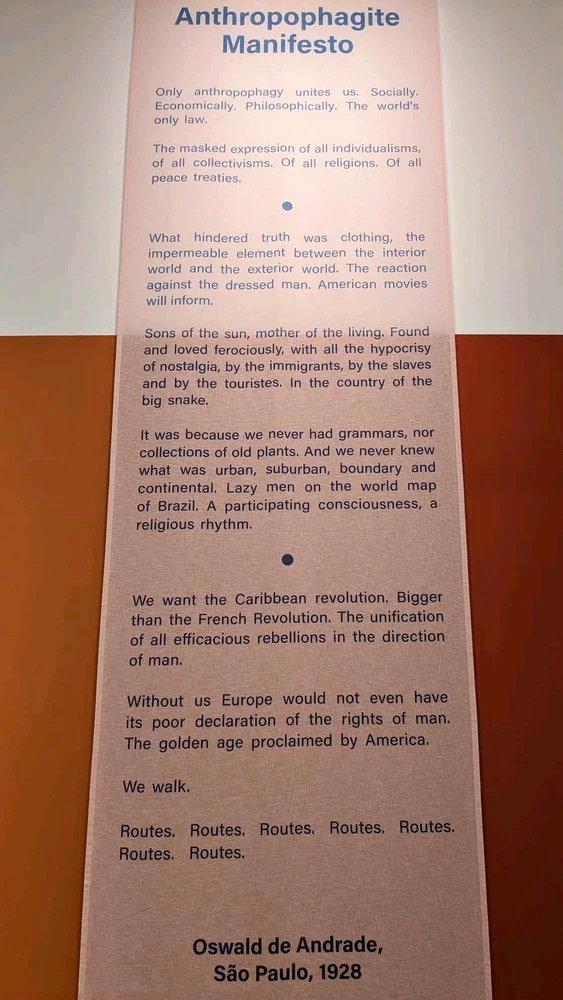 Anthropophagite
Manifesto
Only anthropophagy unites us. Socially.
Economically. Philosophically. The world's
only law.
The masked expression of all individualisms,
of all collectivisms. Of all religions. Of all
peace treaties.
What hindered truth was clothing, the
impermeable element between the interior
world and the exterior world. The reaction
against the dressed man. American movies
will inform.
Sons of the sun, mother of the living. Found
and loved ferociously, with all the hypocrisy
of nostalgia, by the immigrants, by the slaves
and by the touristes. In the country of the
big snake.
It was because we never had grammars, nor
collections of old plants. And we never knew
what was urban, suburban, boundary and
continental. Lazy men on the world map
of Brazil. A participating consciousness, a
religious rhythm.
We want the Caribbean revolution. Bigger
than the French Revolution. The unification
of all efficacious rebellions in the direction
of man.
Without us Europe would not even have
its poor declaration of the rights of man.
The golden age proclaimed by America.
We walk.
Routes. Routes. Routes. Routes. Routes.
Routes. Routes.
Oswald de Andrade,
São Paulo, 1928